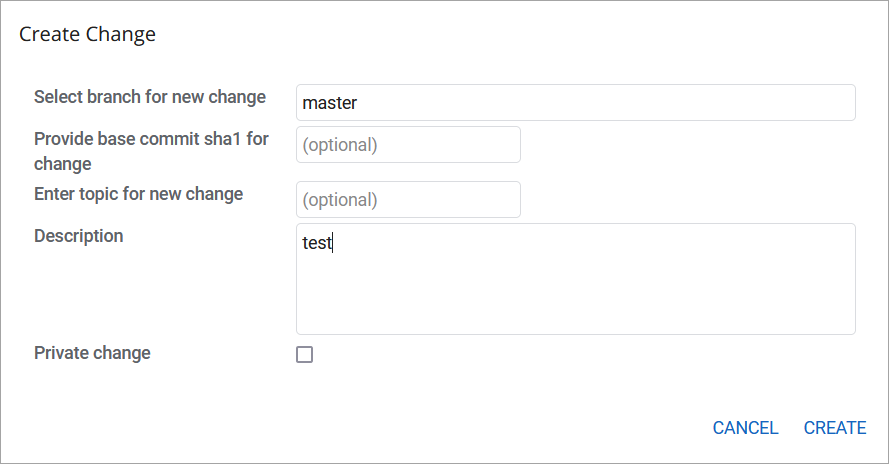 Create Change
Select branch for new change
master
Provide base commit sha1 for
change
(optional)
Enter topic for new change
(optional)
Description
test
Private change
CANCEL
CREATE